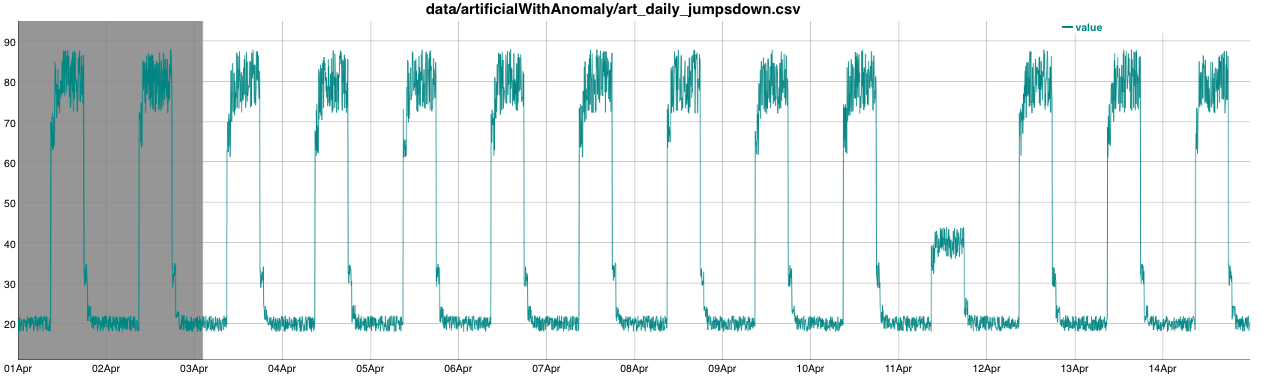 data/artificialWithAnomaly/art_daily_jumpsdown.csv
value
90
80
70
60
50
40
30
20
01Apr 02Apr 03Apr 04Apr 05Apr 06Apr 07Apr 08Apr 09Apr 10Apr 11Apr 12Apr 13Apr 14Apr